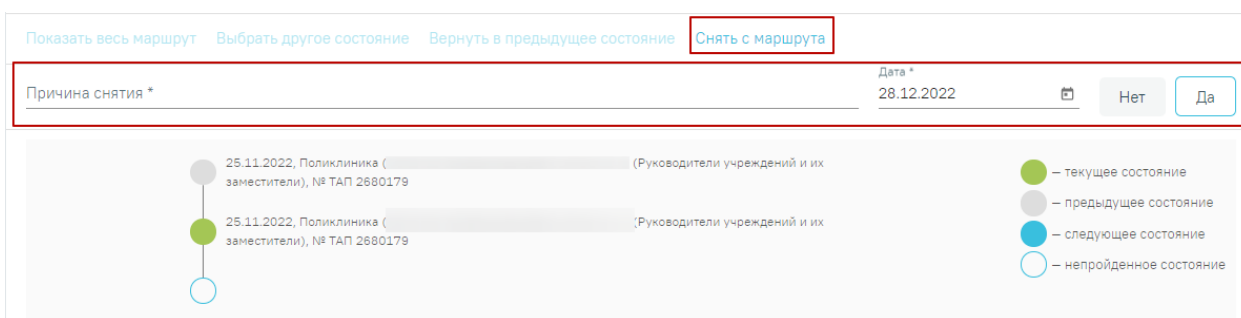 Показать весь маршрут Выбрать другое состояние Вернуть в предыдущее состояние Снять с маршрута
Дата *
Причина снятия * 28.12.2022 Нет Да
25.11.2022, Поликлиника ( (Руководители учреждений и их
заместители), № ТАП 2680179
25.11.2022, Поликлиника ( (Руководители учреждений и их
заместители), № ТАП 2680179
— текущее состояние
— предыдущее состояние
— следующее состояние
— непройденное состояние